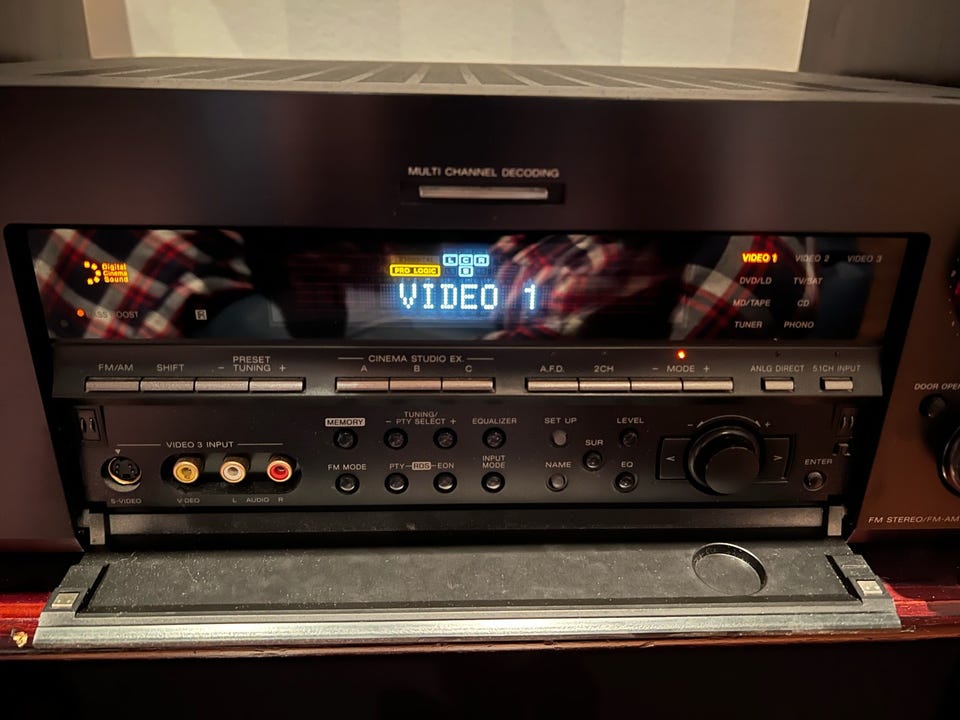 MULTI CHANNEL DECODING
Digital
Cinema
Sound
L C R
PRO LOGIC S
VIDEO 1
VIDEO 1 VIDEO 2 VIDEO 3
DVD/LD TV/SAT
MD/TAPE CD
TUNER PHONO
BASS BOOST
FM/AM SHIFT PRESET
- TUNING +
CINEMA STUDIO EX.
A B C
A.F.D. 2CH - MODE +
ANLG DIRECT 5.1CH INPUT
DOOR OPEN
VIDEO 3 INPUT
S-VIDEO VIDEO L AUDIO R
MEMORY TUNING/
- PTY SELECT + EQUALIZER
FM MODE PTY RDS EON INPUT
MODE
SET UP LEVEL
SUR
NAME EQ
- +
< >
ENTER
FM STEREO/FM-AM